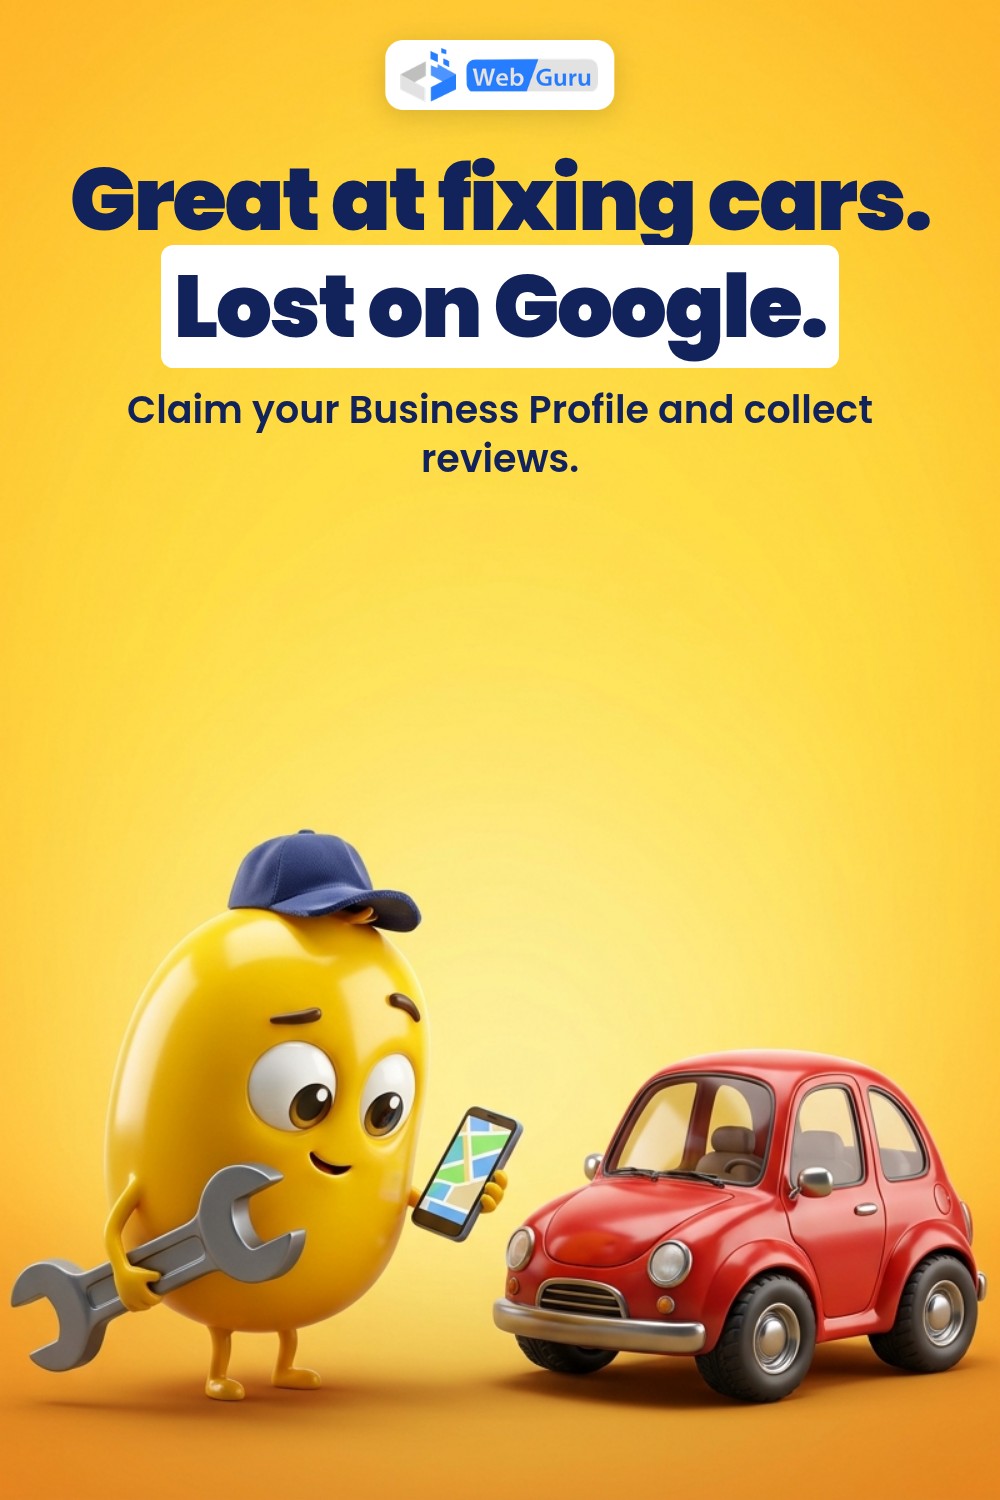 Web Guru
Great at fixing cars.
Lost on Google.
Claim your Business Profile and collect
reviews.